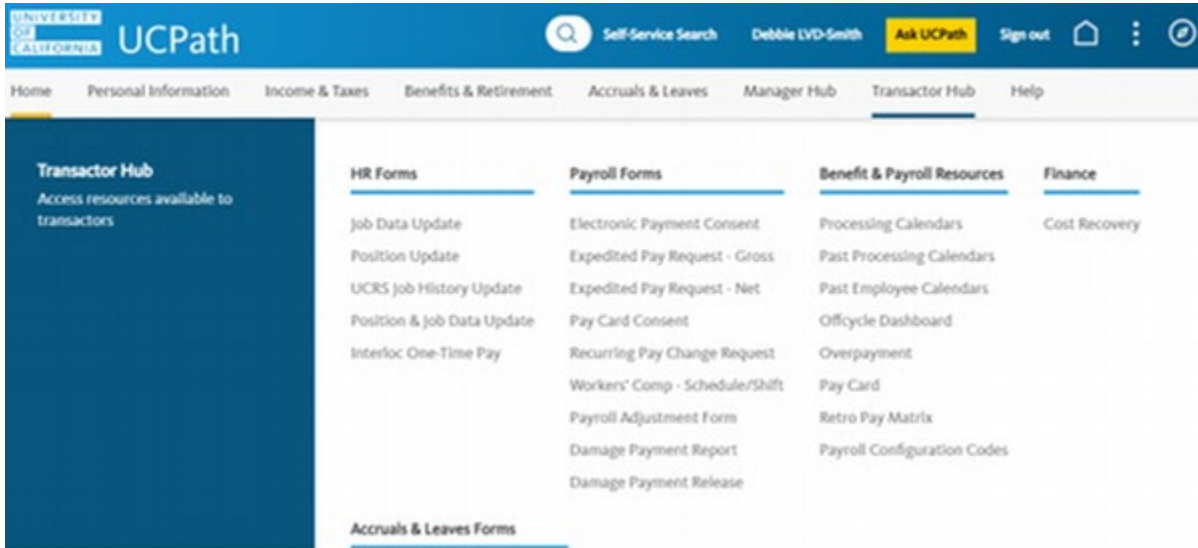 UNIVERSITY
OF
CALIFORNIA
UCPath
Self-Service Search
Debbie LVD-Smith
Ask UCPath
Sign out
Home
Personal Information
Income & Taxes
Benefits & Retirement
Accruals & Leaves
Manager Hub
Transactor Hub
Help
Transactor Hub
Access resources available to
transactors
HR Forms
Job Data Update
Position Update
UCRS Job History Update
Position & Job Data Update
Interloc One-Time Pay
Payroll Forms
Electronic Payment Consent
Expedited Pay Request - Gross
Expedited Pay Request - Net
Pay Card Consent
Recurring Pay Change Request
Workers' Comp - Schedule/Shift
Payroll Adjustment Form
Damage Payment Report
Damage Payment Release
Benefit & Payroll Resources
Processing Calendars
Past Processing Calendars
Past Employee Calendars
Offcycle Dashboard
Overpayment
Pay Card
Retro Pay Matrix
Payroll Configuration Codes
Finance
Cost Recovery
Accruals & Leaves Forms